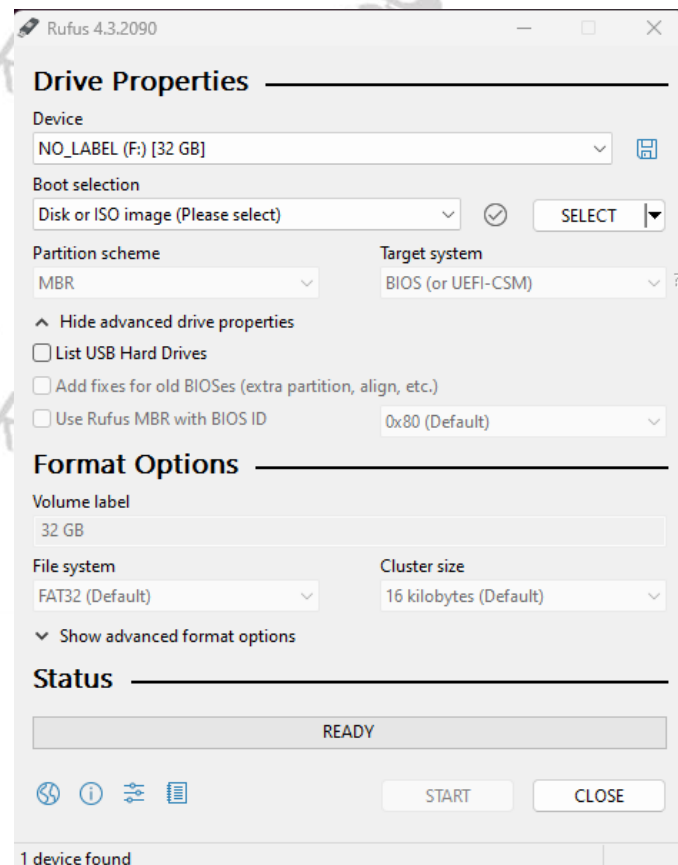 Rufus 4.3.2090
Drive Properties
Device
NO_LABEL (F:) [32 GB]
Boot selection
Disk or ISO image (Please select)
SELECT
Partition scheme
Target system
MBR
BIOS (or UEFI-CSM)
?
Hide advanced drive properties
List USB Hard Drives
Add fixes for old BIOSes (extra partition, align, etc.)
Use Rufus MBR with BIOS ID
0x80 (Default)
Format Options
Volume label
32 GB
File system
Cluster size
FAT32 (Default)
16 kilobytes (Default)
Show advanced format options
Status
READY
START
CLOSE
1 device found